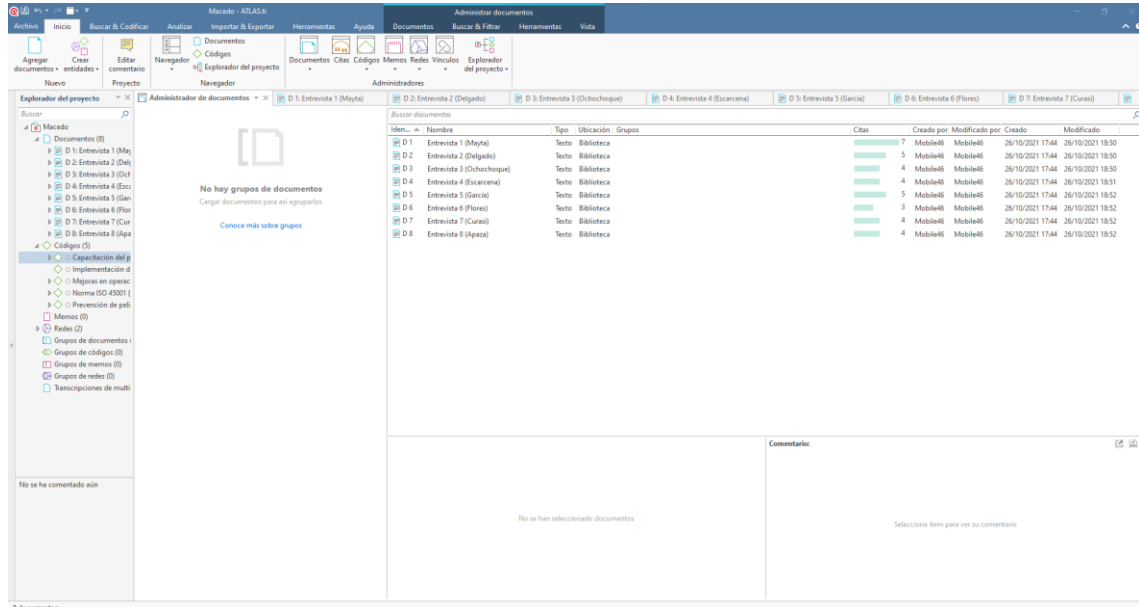 Macedo - ATLAS.ti
Administrar documentos
Archivo Inicio Buscar & Codificar Analizar Importar & Exportar Herramientas Ayuda Documentos Buscar & Filtrar Herramientas Vista
Agregar documentos
Crear entidades
Editar comentario
Navegador
Documentos
Códigos
Explorador del proyecto
Documentos Citas Códigos Memos Redes Vínculos Explorador del proyecto
Nuevo Proyecto Navegador Administradores
Explorador del proyecto
Administrador de documentos
D 1: Entrevista 1 (Mayta)
D 2: Entrevista 2 (Delgado)
D 3: Entrevista 3 (Ochochoque)
D 4: Entrevista 4 (Escarcena)
D 5: Entrevista 5 (García)
D 6: Entrevista 6 (Flores)
D 7: Entrevista 7 (Curasi)
Buscar
Macedo
Documentos (8)
D 1: Entrevista 1 (May
D 2: Entrevista 2 (Delg
D 3: Entrevista 3 (Och
D 4: Entrevista 4 (Esca
D 5: Entrevista 5 (Garc
D 6: Entrevista 6 (Flor
D 7: Entrevista 7 (Cur
D 8: Entrevista 8 (Apa
Códigos (5)
Capacitación del p
Implementación d
Mejoras en operac
Norma ISO 45001 (
Prevención de peli
Memos (0)
Redes (2)
Grupos de documentos
Grupos de códigos (0)
Grupos de memos (0)
Grupos de redes (0)
Transcripciones de multi
No se ha comentado aún
No hay grupos de documentos
Cargar documentos para así agruparlos
Conoce más sobre grupos
Buscar documentos
Iden... Nombre Tipo Ubicación Grupos Citas Creado por Modificado por Creado Modificado
D 1 Entrevista 1 (Mayta) Texto Biblioteca 7 Mobile46 Mobile46 26/10/2021 17:44 26/10/2021 18:50
D 2 Entrevista 2 (Delgado) Texto Biblioteca 5 Mobile46 Mobile46 26/10/2021 17:44 26/10/2021 18:50
D 3 Entrevista 3 (Ochochoque) Texto Biblioteca 4 Mobile46 Mobile46 26/10/2021 17:44 26/10/2021 18:50
D 4 Entrevista 4 (Escarcena) Texto Biblioteca 4 Mobile46 Mobile46 26/10/2021 17:44 26/10/2021 18:51
D 5 Entrevista 5 (García) Texto Biblioteca 5 Mobile46 Mobile46 26/10/2021 17:44 26/10/2021 18:52
D 6 Entrevista 6 (Flores) Texto Biblioteca 3 Mobile46 Mobile46 26/10/2021 17:44 26/10/2021 18:52
D 7 Entrevista 7 (Curasi) Texto Biblioteca 4 Mobile46 Mobile46 26/10/2021 17:44 26/10/2021 18:52
D 8 Entrevista 8 (Apaza) Texto Biblioteca 4 Mobile46 Mobile46 26/10/2021 17:44 26/10/2021 18:52
No se han seleccionado documentos
Comentario:
Selecciona ítem para ver su comentario